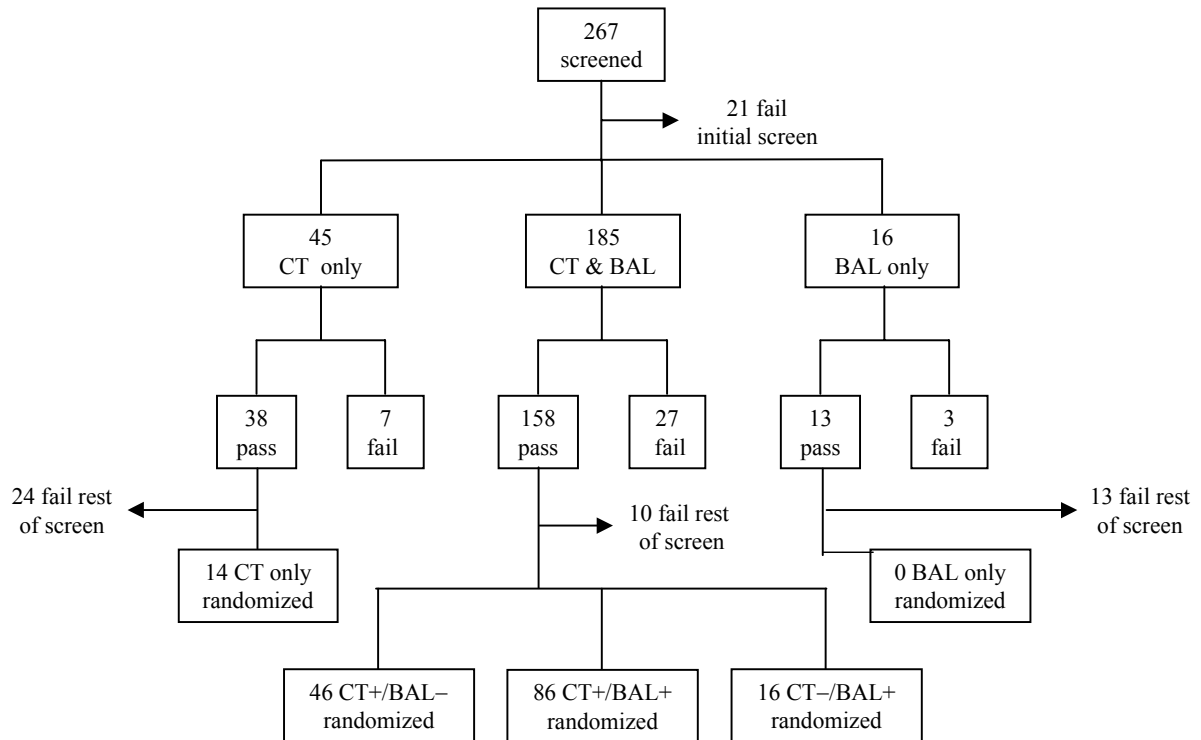 267
screened
21 fail
initial screen
45
CT only
185
CT & BAL
16
BAL only
38
pass
7
fail
158
pass
27
fail
13
pass
3
fail
24 fail rest
of screen
10 fail rest
of screen
13 fail rest
of screen
14 CT only
randomized
0 BAL only
randomized
46 CT+/BAL–
randomized
86 CT+/BAL+
randomized
16 CT–/BAL+
randomized